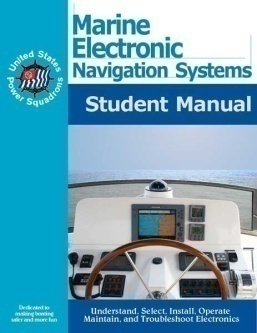 Marine
Electronic
Navigation Systems
Student Manual
United States
Power Squadrons
Dedicated to
making boating
safer and more fun
Understand, Select, Install, Operate
Maintain, and Troubleshoot Electronics